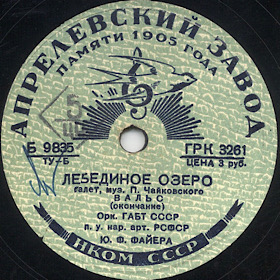 АПРЕЛЕВСКИЙ ЗАВОД
ПАМЯТИ 1905 ГОДА
5
Б 9835
ТУ-Б
ГРК 3261
ЦЕНА 3 руб.
ЛЕБЕДИНОЕ ОЗЕРО
балет, муз. П. Чайковского
ВАЛЬС
(окончание)
Орк. ГАБТ СССР
п. у. нар. арт. РСФСР
Ю. Ф. ФАЙЕРА
НКОМ СССР